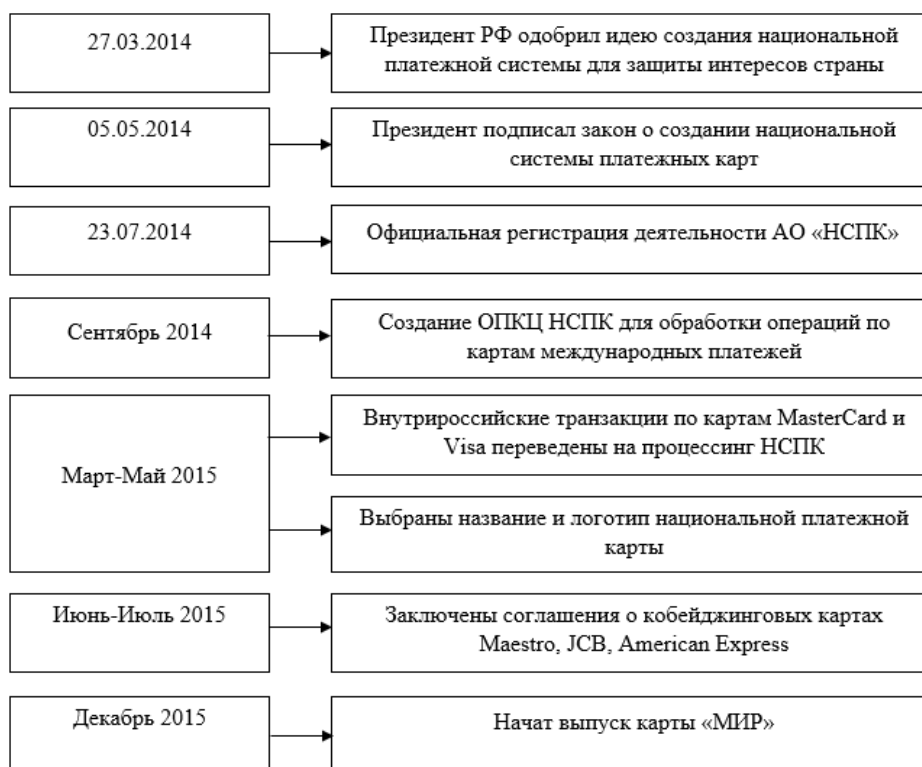 27.03.2014
Президент РФ одобрил идею создания национальной
платежной системы для защиты интересов страны
05.05.2014
Президент подписал закон о создании национальной
системы платежных карт
23.07.2014
Официальная регистрация деятельности АО «НСПК»
Сентябрь 2014
Создание ОПКЦ НСПК для обработки операций по
картам международных платежей
Март-Май 2015
Внутрироссийские транзакции по картам MasterCard и
Visa переведены на процессинг НСПК
Выбраны название и логотип национальной платежной
карты
Июнь-Июль 2015
Заключены соглашения о кобейджинговых картах
Maestro, JCB, American Express
Декабрь 2015
Начат выпуск карты «МИР»